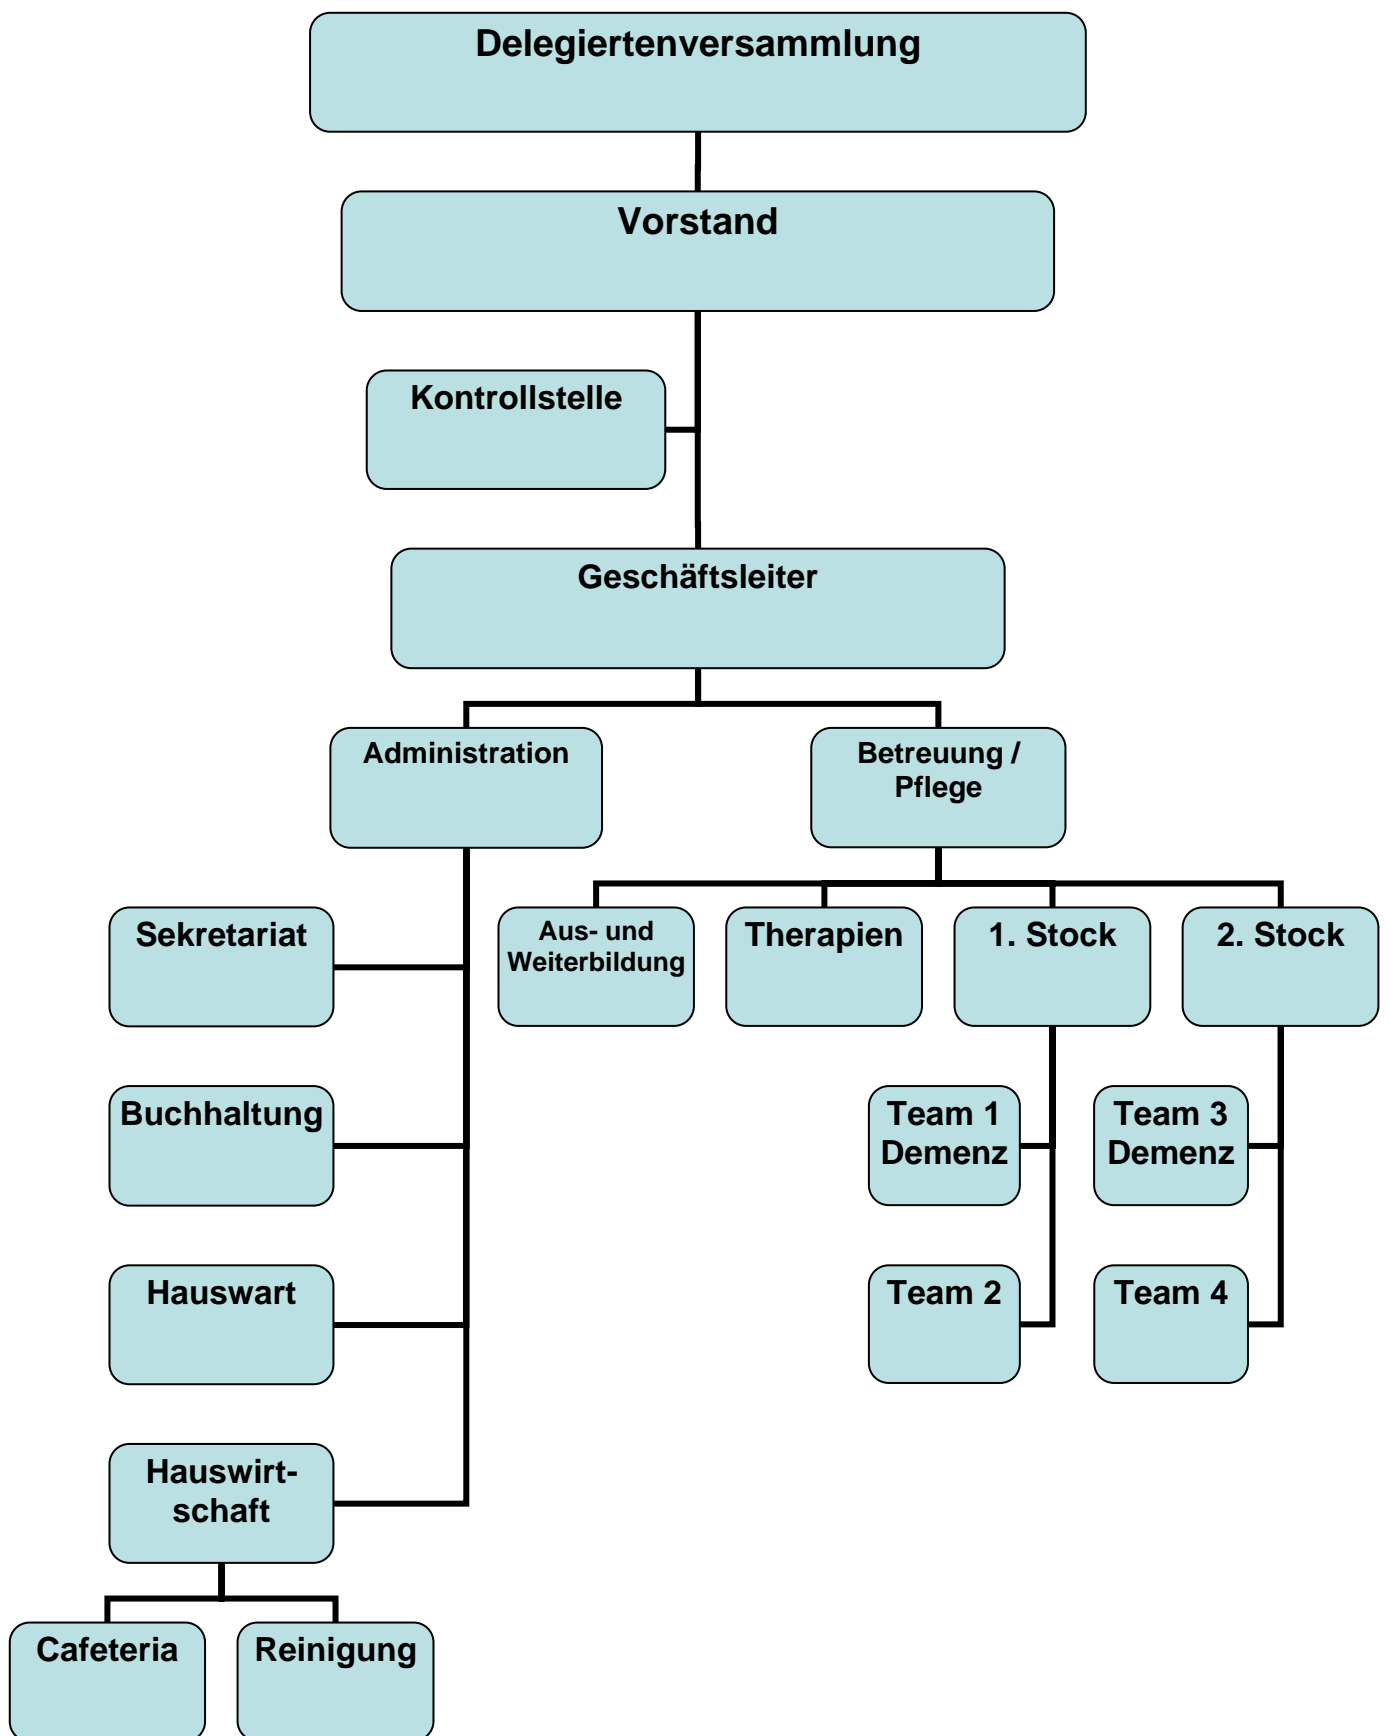 Delegiertenversammlung
Vorstand
Kontrollstelle
Geschäftsleiter
Administration
Betreuung /
Pflege
Sekretariat
Aus- und
Weiterbildung
Therapien
1. Stock
2. Stock
Buchhaltung
Team 1
Demenz
Team 3
Demenz
Hauswart
Team 2
Team 4
Hauswirt-
schaft
Cafeteria
Reinigung